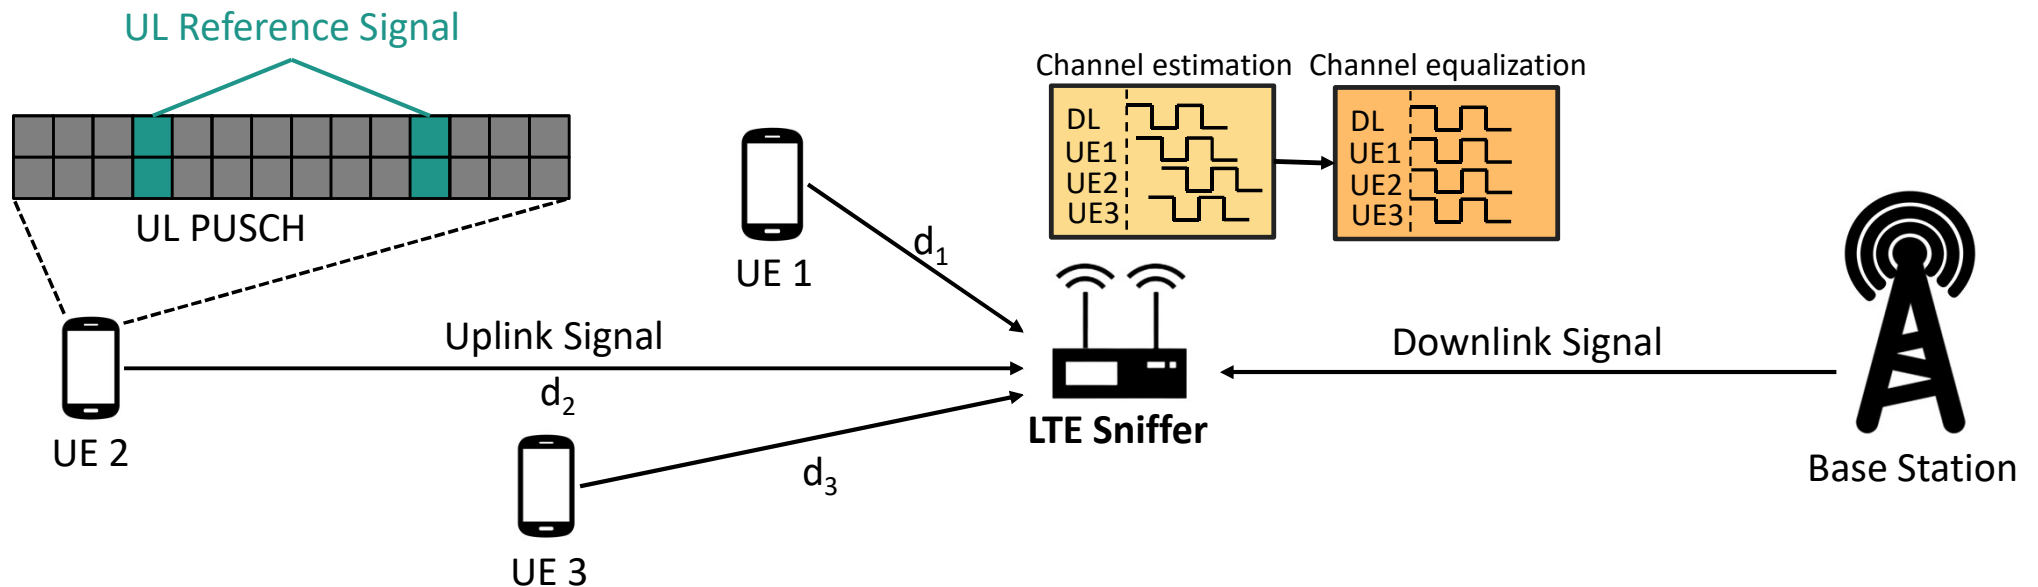 UL Reference Signal
UL PUSCH
UE 1
UE 2
UE 3
Uplink Signal
d1
d2
d3
Channel estimation
DL
UE1
UE2
UE3
Channel equalization
DL
UE1
UE2
UE3
LTE Sniffer
Downlink Signal
Base Station